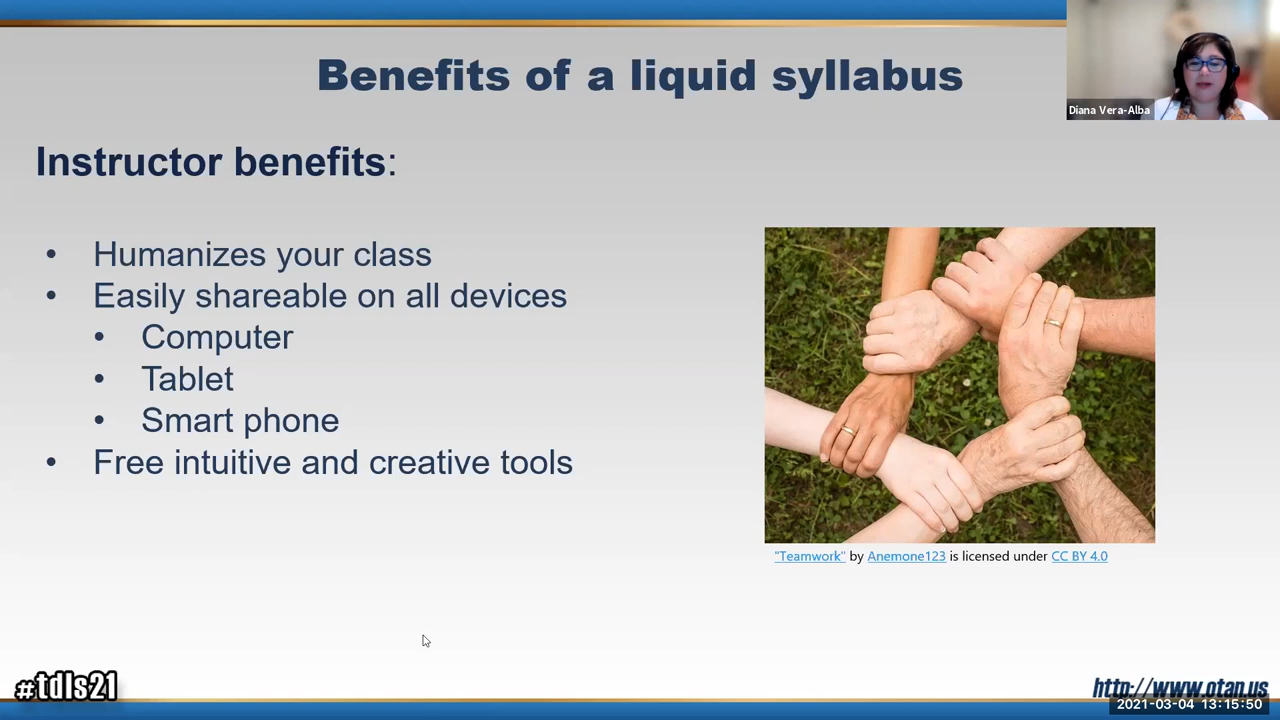 Benefits of a liquid syllabus
Diana Vera-Alba
Instructor benefits:
• Humanizes your class
• Easily shareable on all devices
• Computer
• Tablet
• Smart phone
• Free intuitive and creative tools
"Teamwork" by Anemone123 is licensed under CC BY 4.0
#tdls21
http://www.otan.us
2021-03-04 13:15:50